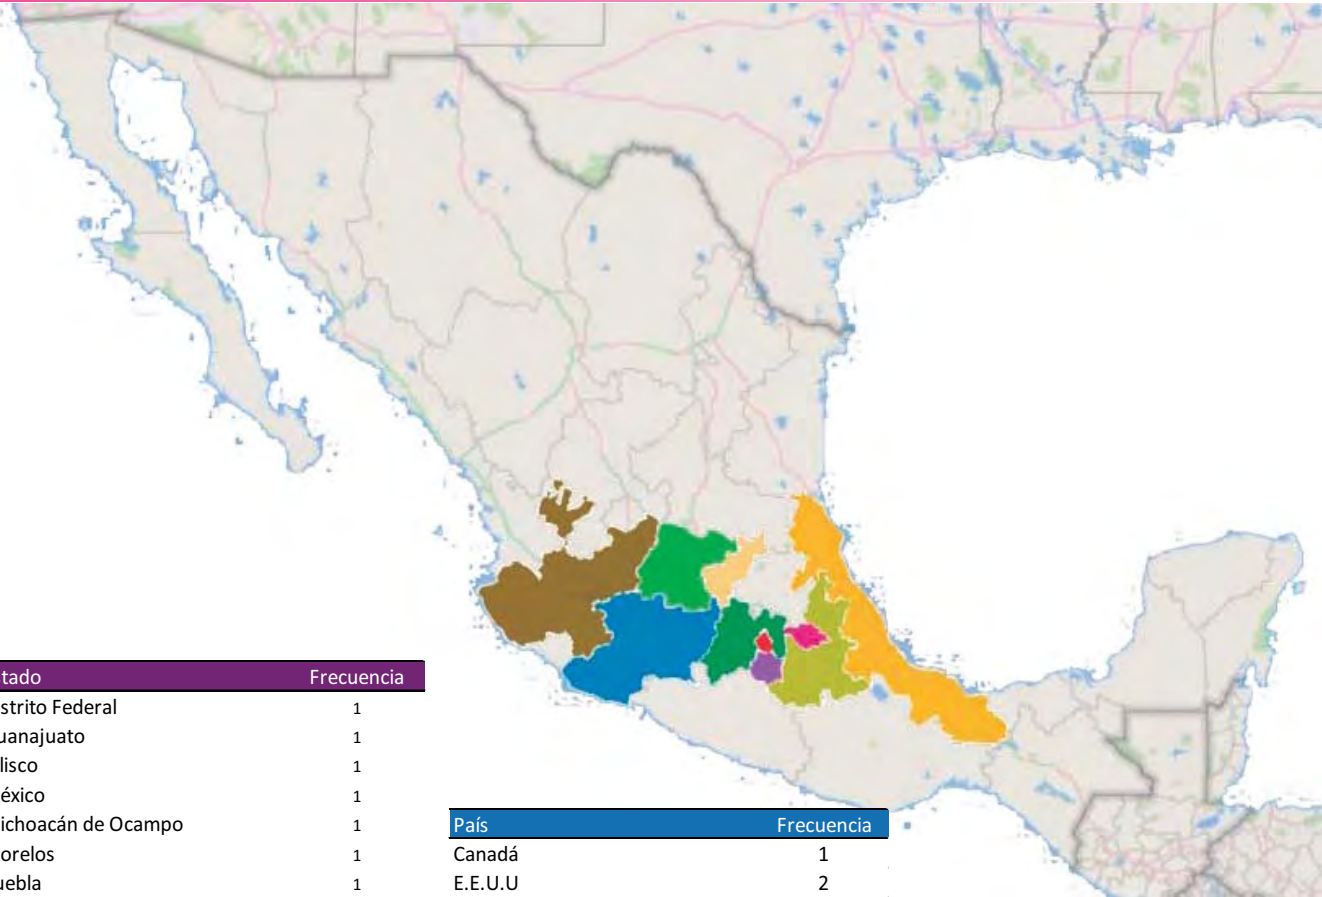 tado Frecuencia
strito Federal 1
uanajuato 1
lisco 1
éxico 1
ichoacán de Ocampo 1
orelos 1
uebla 1
País Frecuencia
Canadá 1
E.E.U.U 2